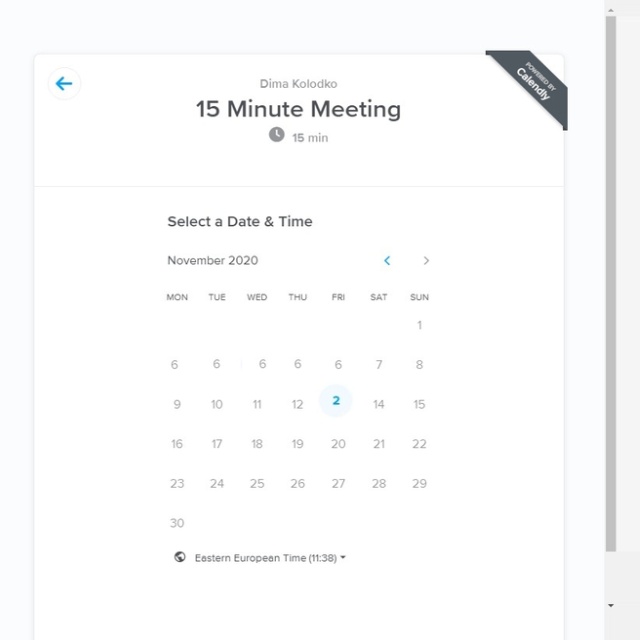 Dima Kolodko
POWERED BY
Calendly
15 Minute Meeting
15 min
Select a Date & Time
November 2020
MON TUE WED THU FRI SAT SUN
1
6 6 6 6 6 7 8
9 10 11 12 2 14 15
16 17 18 19 20 21 22
23 24 25 26 27 28 29
30
Eastern European Time (11:38)